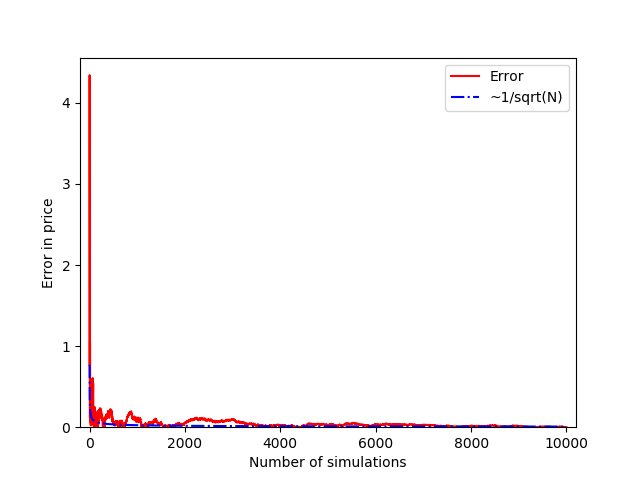 Error
~1/sqrt(N)
4
3
2
1
0
Error in price
0 2000 4000 6000 8000 10000
Number of simulations